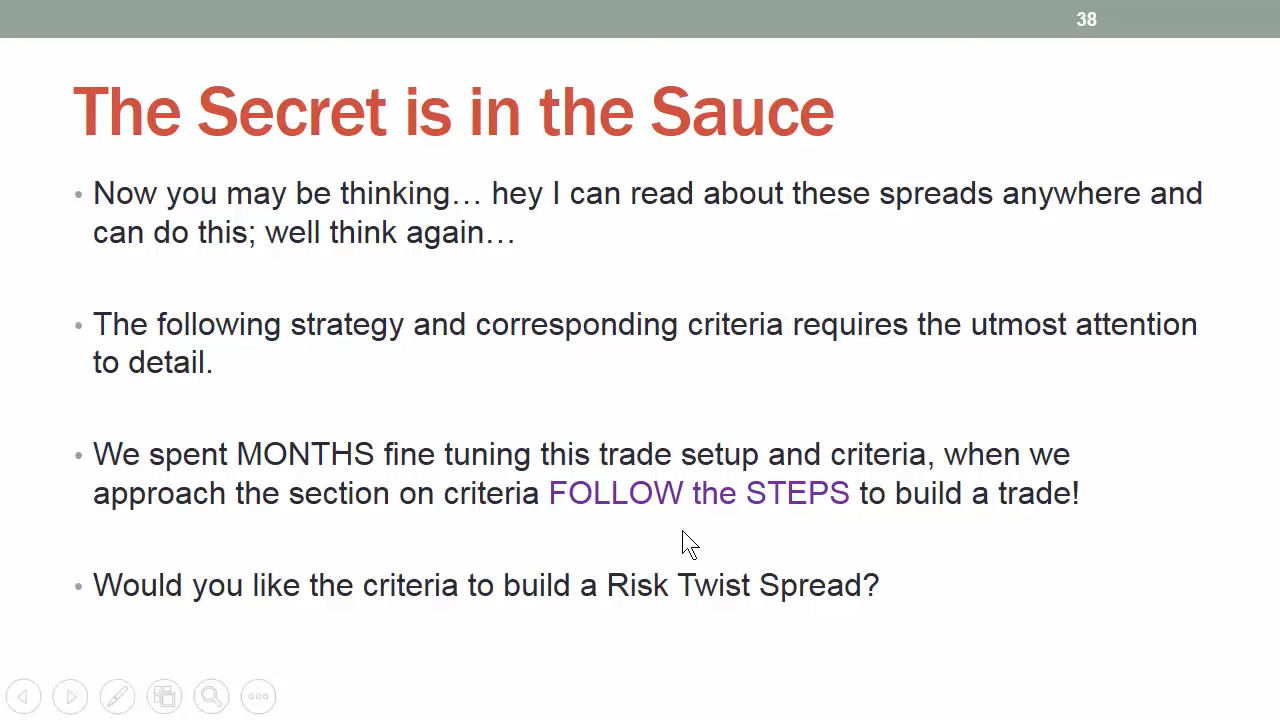 38
The Secret is in the Sauce
• Now you may be thinking… hey I can read about these spreads anywhere and
can do this; well think again…
• The following strategy and corresponding criteria requires the utmost attention
to detail.
• We spent MONTHS fine tuning this trade setup and criteria, when we
approach the section on criteria FOLLOW the STEPS to build a trade!
• Would you like the criteria to build a Risk Twist Spread?